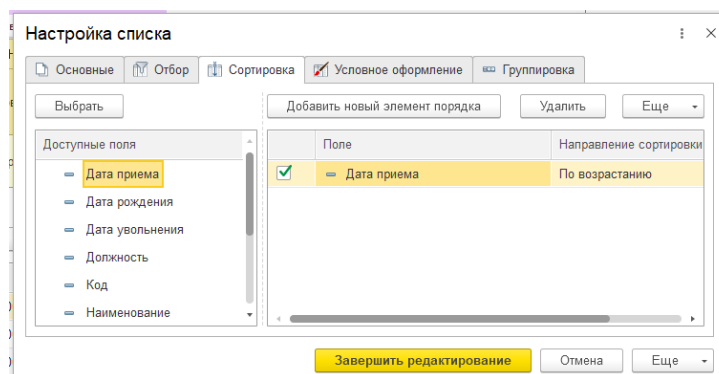 Настройка списка
Основные Отбор Сортировка Условное оформление Группировка
Выбрать Добавить новый элемент порядка Удалить Еще
Доступные поля Поле Направление сортировки
Дата приема Дата приема По возрастанию
Дата рождения
Дата увольнения
Должность
Код
Наименование
Завершить редактирование Отмена Еще